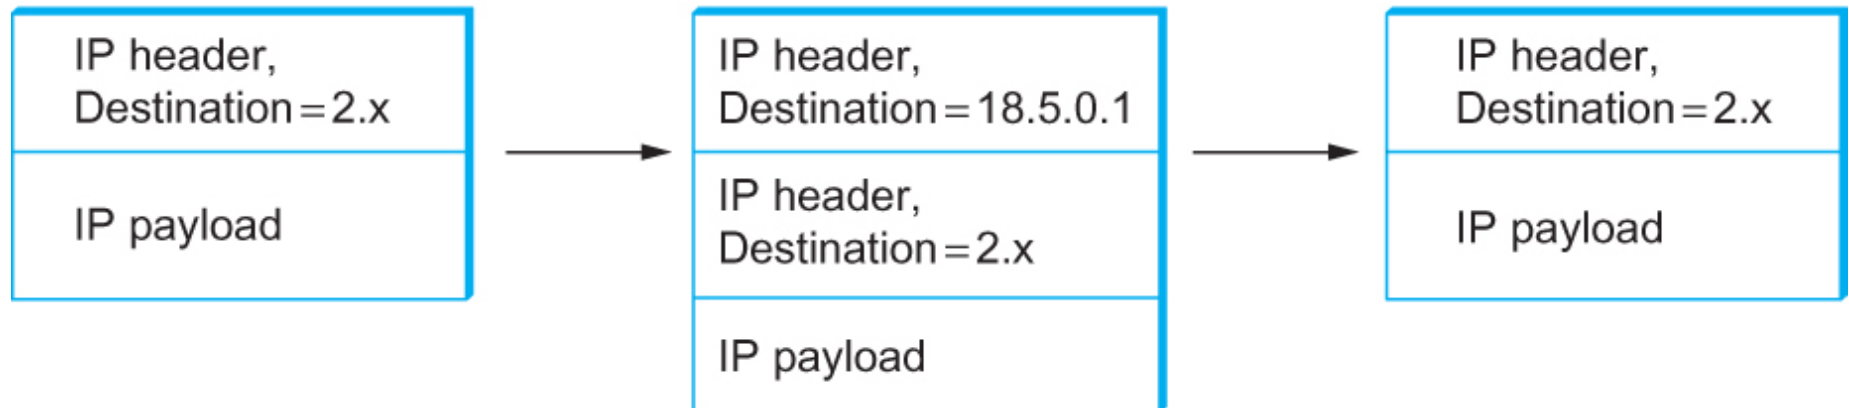 IP header,
Destination=2.x
IP payload
IP header,
Destination=18.5.0.1
IP header,
Destination=2.x
IP payload
IP header,
Destination=2.x
IP payload